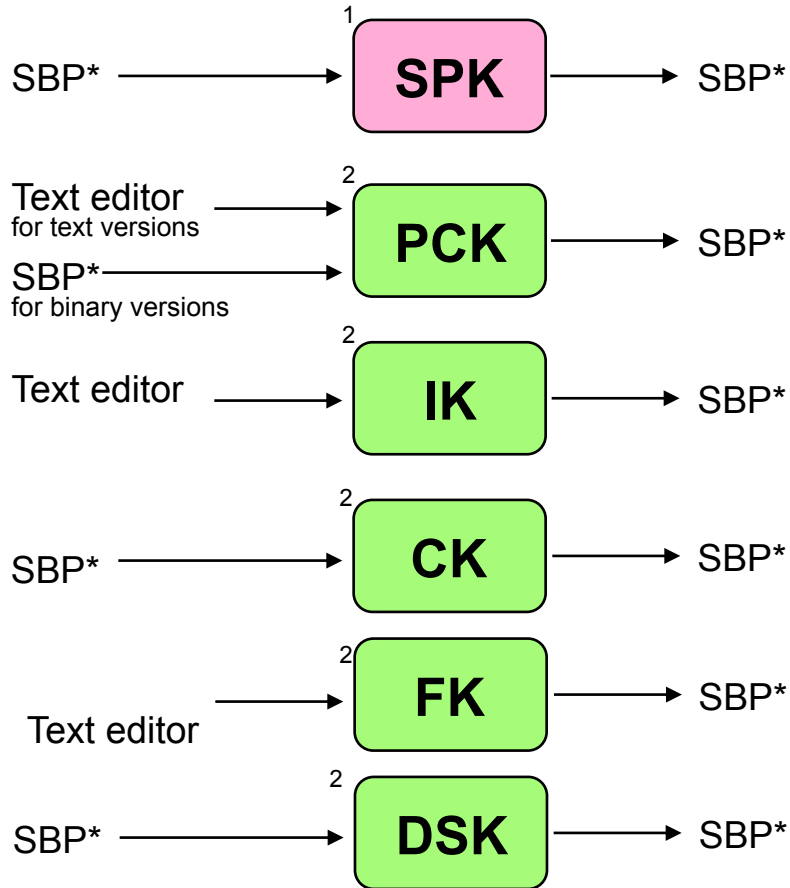 1
SBP* SPK SBP*
2
Text editor
for text versions
PCK SBP*
SBP*
for binary versions
2
Text editor IK SBP*
2
SBP* CK SBP*
2
FK SBP*
Text editor
2
SBP* DSK SBP*